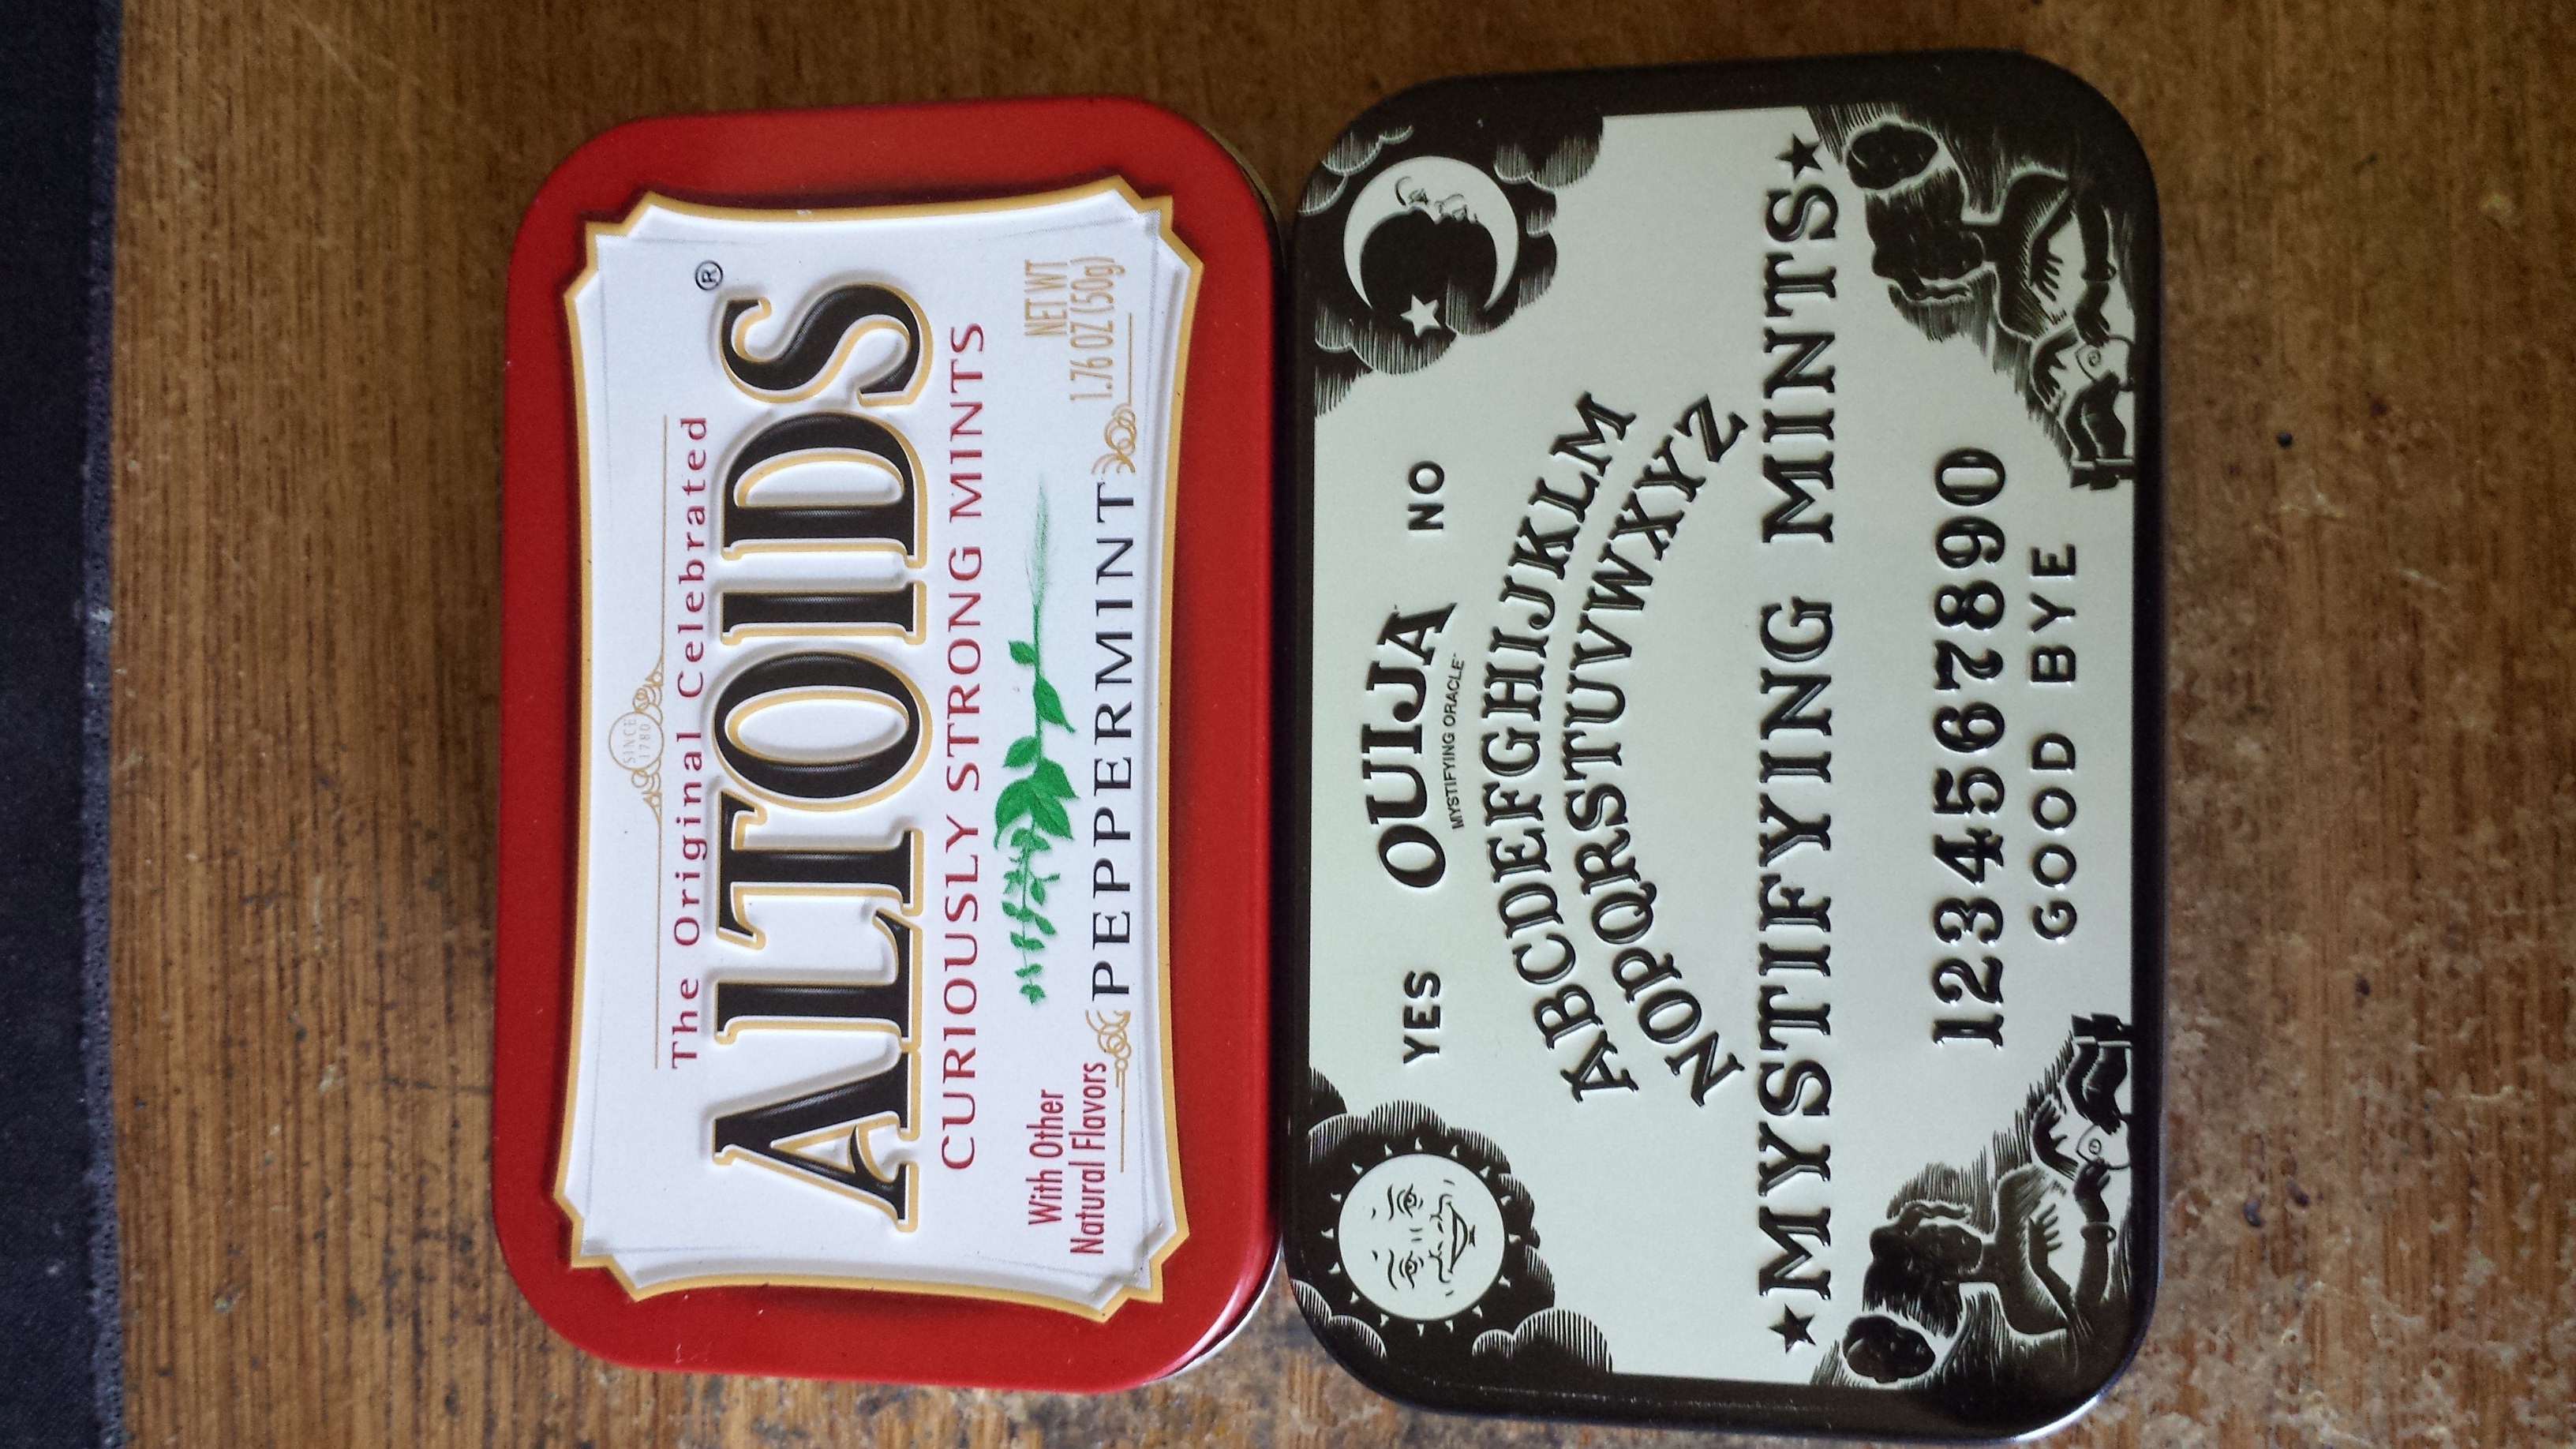 SINCE
1780
The Original Celebrated
ALTOIDS®
CURIOUSLY STRONG MINTS
With Other
Natural Flavors
PEPPERMINT
NET WT
1.76 OZ (50g)
YES OUIJA NO
MYSTIFYING ORACLE
ABCDEFGHIJKLM
NOPQRSTUVWXYZ
★MYSTIFYING MINTS★
1234567890
GOOD BYE